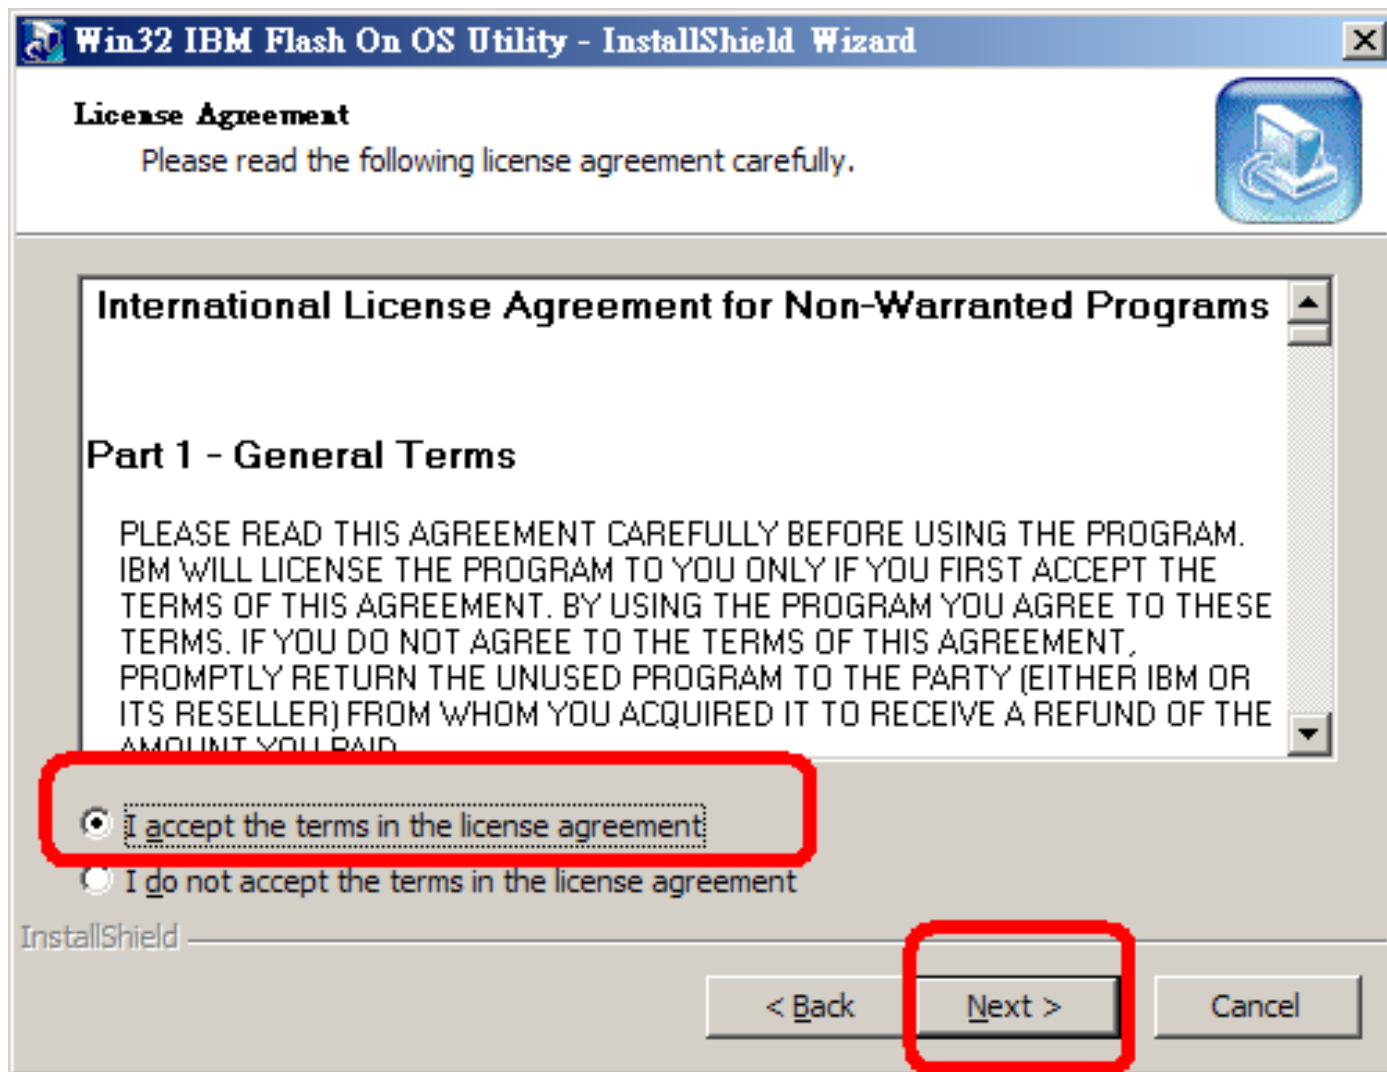 Win32 IBM Flash On OS Utility - InstallShield Wizard
License Agreement
Please read the following license agreement carefully.
International License Agreement for Non-Warranted Programs
Part 1 - General Terms
PLEASE READ THIS AGREEMENT CAREFULLY BEFORE USING THE PROGRAM.
IBM WILL LICENSE THE PROGRAM TO YOU ONLY IF YOU FIRST ACCEPT THE
TERMS OF THIS AGREEMENT. BY USING THE PROGRAM YOU AGREE TO THESE
TERMS. IF YOU DO NOT AGREE TO THE TERMS OF THIS AGREEMENT,
PROMPTLY RETURN THE UNUSED PROGRAM TO THE PARTY (EITHER IBM OR
ITS RESELLER) FROM WHOM YOU ACQUIRED IT TO RECEIVE A REFUND OF THE
AMOUNT YOU PAID
I accept the terms in the license agreement
I do not accept the terms in the license agreement
InstallShield
< Back
Next >
Cancel